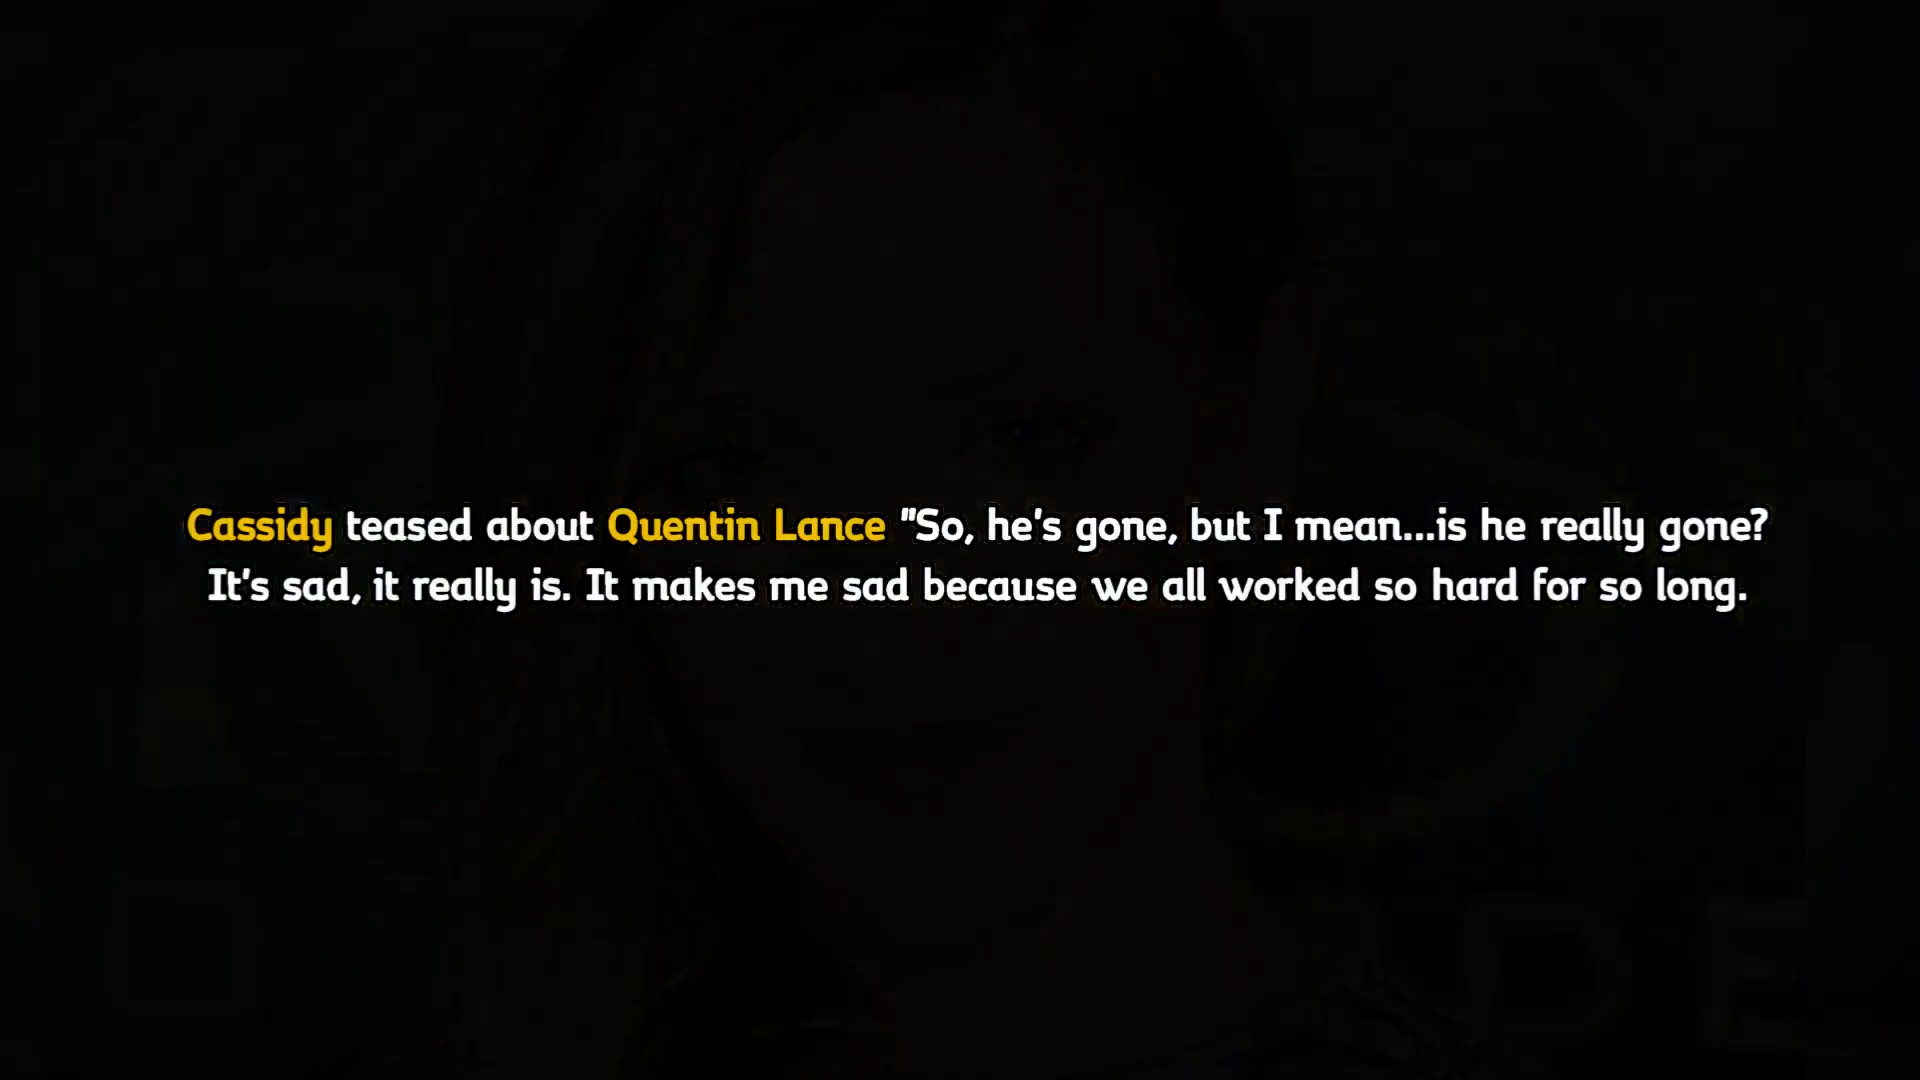 Cassidy teased about Quentin Lance "So, he's gone, but I mean...is he really gone?
It's sad, it really is. It makes me sad because we all worked so hard for so long.